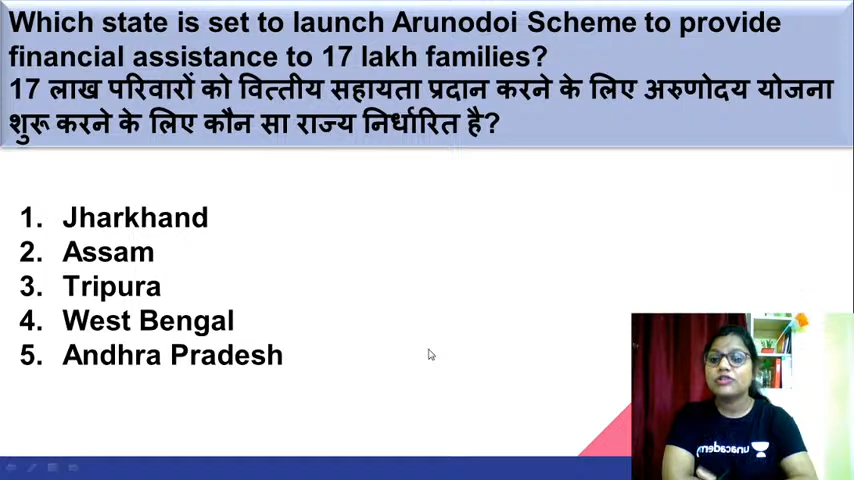 Which state is set to launch Arunodoi Scheme to provide
financial assistance to 17 lakh families?
17 लाख परिवारों को वित्तीय सहायता प्रदान करने के लिए अरुणोदय योजना
शुरू करने के लिए कौन सा राज्य निर्धारित है?
1. Jharkhand
2. Assam
3. Tripura
4. West Bengal
5. Andhra Pradesh
unacademy